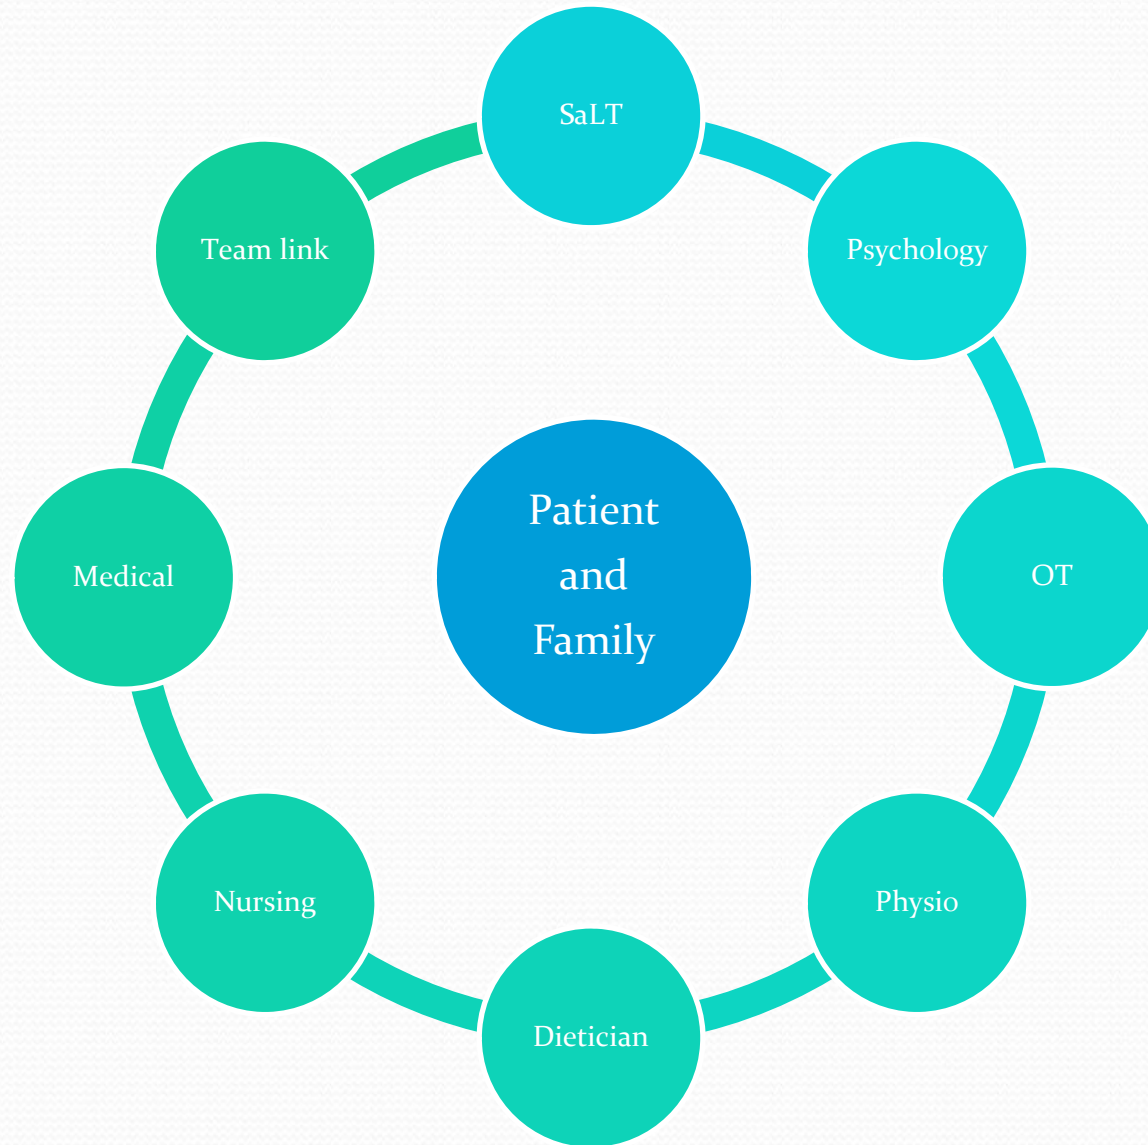 SaLT
Psychology
OT
Physio
Dietician
Nursing
Medical
Team link
Patient
and
Family